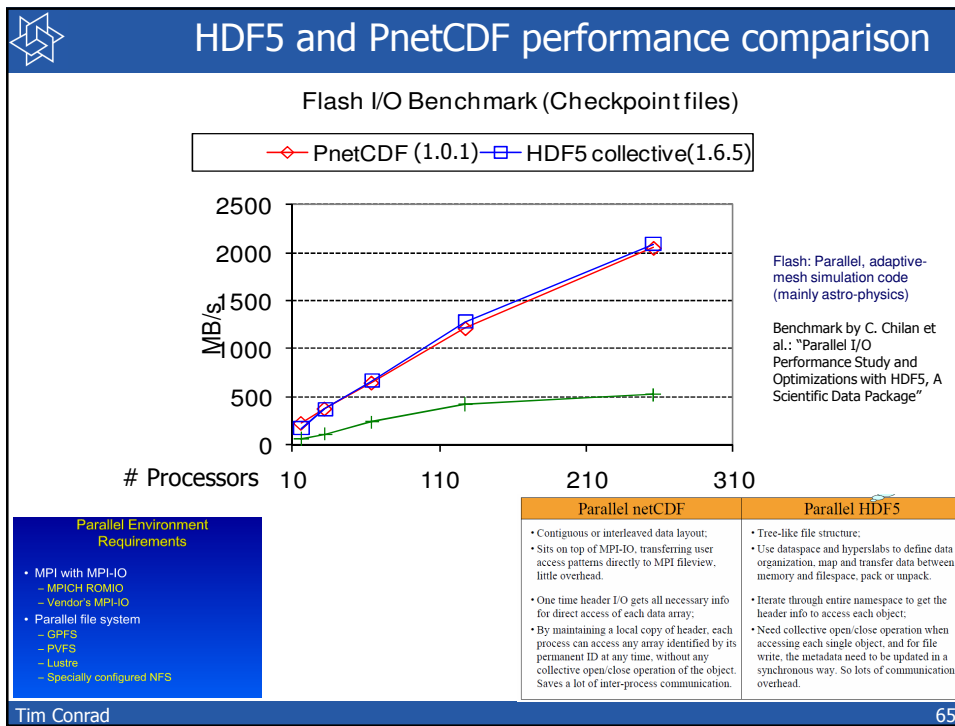 HDF5 and PnetCDF performance comparison
Flash I/O Benchmark (Checkpoint files)
PnetCDF (1.0.1) HDF5 collective(1.6.5)
2500
2000
1500
1000
500
0
MB/s
# Processors 10 110 210 310
Flash: Parallel, adaptive-
mesh simulation code
(mainly astro-physics)
Benchmark by C. Chilan et
al.: “Parallel I/O
Performance Study and
Optimizations with HDF5, A
Scientific Data Package”
Parallel Environment
Requirements
• MPI with MPI-IO
– MPICH ROMIO
– Vendor's MPI-IO
• Parallel file system
– GPFS
– PVFS
– Lustre
– Specially configured NFS
Parallel netCDF
• Contiguous or interleaved data layout;
• Sits on top of MPI-IO, transferring user
access patterns directly to MPI fileview,
little overhead.
• One time header I/O gets all necessary info
for direct access of each data array;
• By maintaining a local copy of header, each
process can access any array identified by its
permanent ID at any time, without any
collective open/close operation of the object.
Saves a lot of inter-process communication.
Parallel HDF5
• Tree-like file structure;
• Use dataspace and hyperslabs to define data
organization, map and transfer data between
memory and filespace, pack or unpack.
• Iterate through entire namespace to get the
header info to access each object;
• Need collective open/close operation when
accessing each single object, and for file
write, the metadata need to be updated in a
synchronous way. So lots of communication
overhead.
Tim Conrad
65